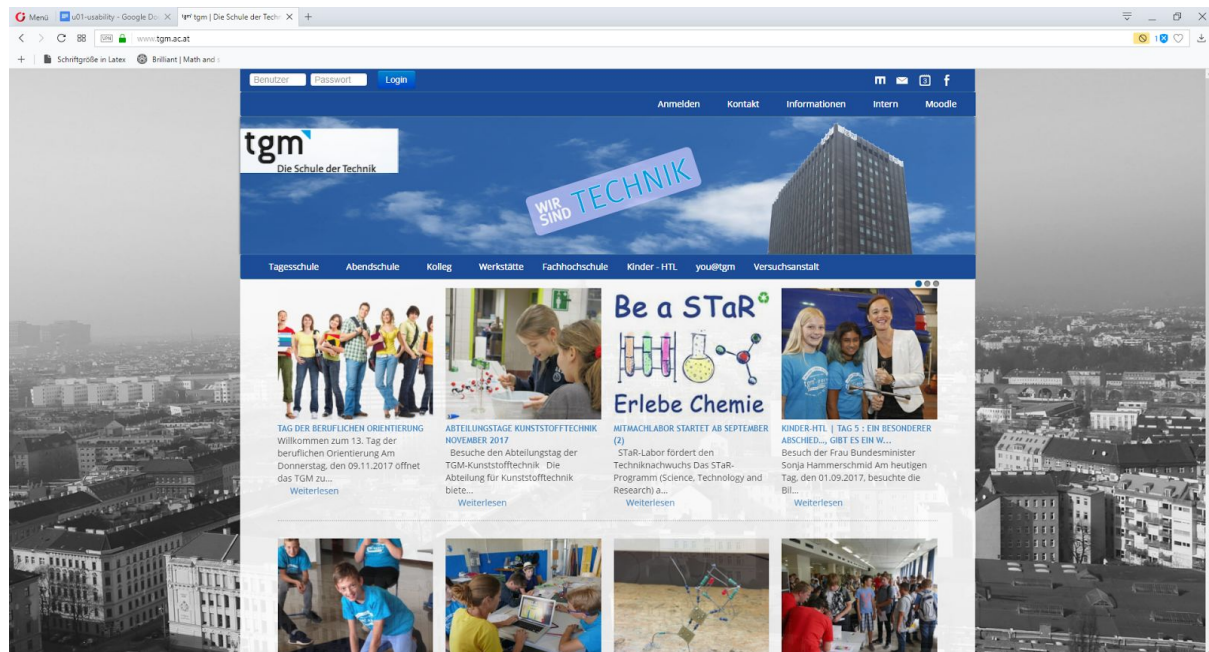 Menü
u01-usability - Google Do
tgm | Die Schule der Tech
VPN
www.tgm.ac.at
1
Schriftgröße in Latex
Brilliant | Math and
Benutzer
Passwort
Login
m
3
f
Anmelden
Kontakt
Informationen
Intern
Moodle
tgm
Die Schule der Technik
WIR SIND TECHNIK
Tagesschule
Abendschule
Kolleg
Werkstätte
Fachhochschule
Kinder - HTL
you@tgm
Versuchsanstalt
TAG DER BERUFLICHEN ORIENTIERUNG
Willkommen zum 13. Tag der
beruflichen Orientierung Am
Donnerstag, den 09.11.2017 öffnet
das TGM zu...
Weiterlesen
ABTEILUNGSTAGE KUNSTSTOFFTECHNIK
NOVEMBER 2017
Besuche den Abteilungstag der
TGM-Kunststofftechnik Die
Abteilung für Kunststofftechnik
biete...
Weiterlesen
Be a STaR
Erlebe Chemie
MITMACHLABOR STARTET AB SEPTEMBER
(2)
STaR-Labor fördert den
Techniknachwuchs Das STaR-
Programm (Science, Technology and
Research) a...
Weiterlesen
KINDER-HTL | TAG 5 : EIN BESONDERER
ABSCHIED..., GIBT ES EIN W...
Besuch der Frau Bundesminister
Sonja Hammerschmid Am heutigen
Tag, den 01.09.2017, besuchte die
Bil...
Weiterlesen